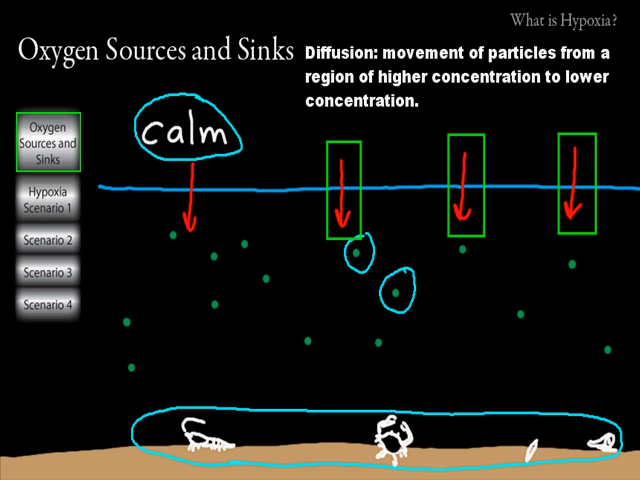 What is Hypoxia?
Oxygen Sources and Sinks
Diffusion: movement of particles from a
region of higher concentration to lower
concentration.
calm
Oxygen
Sources and
Sinks
Hypoxia
Scenario 1
Scenario 2
Scenario 3
Scenario 4